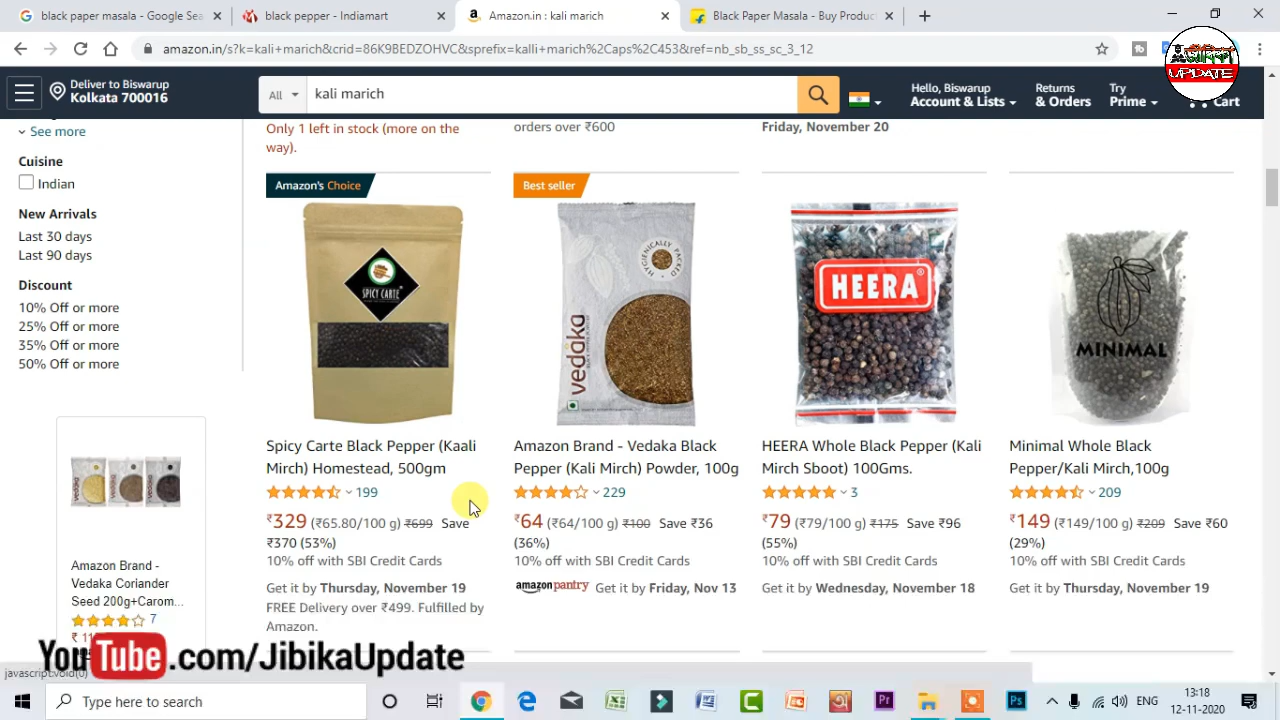 black paper masala - Google Sea
black pepper - Indiamart
Amazon.in : kali marich
Black Paper Masala - Buy Product
amazon.in/s?k=kali+marich&crid=86K9BEDZOHVC&sprefix=kalli+marich%2Caps%2C453&ref=nb_sb_ss_sc_3_12
UPDATE
Deliver to Biswarup
Kolkata 700016
All
kali marich
Hello, Biswarup
Account & Lists
Returns
& Orders
Try
Prime
Cart
See more
Cuisine
Indian
New Arrivals
Last 30 days
Last 90 days
Discount
10% Off or more
25% Off or more
35% Off or more
50% Off or more
Amazon Brand -
Vedaka Coriander
Seed 200g+Carom...
7
Only 1 left in stock (more on the
way).
orders over ₹600
Friday, November 20
Amazon's Choice
SPICY CARTE
Spicy Carte Black Pepper (Kaali
Mirch) Homestead, 500gm
199
₹329 (₹65.80/100 g) ₹699 Save
₹370 (53%)
10% off with SBI Credit Cards
Get it by Thursday, November 19
FREE Delivery over ₹499. Fulfilled by
Amazon.
Best seller
HYGIENICALLY PACKED
vedaka
Amazon Brand - Vedaka Black
Pepper (Kali Mirch) Powder, 100g
229
₹64 (₹64/100 g) ₹100 Save ₹36
(36%)
10% off with SBI Credit Cards
amazon pantry Get it by Friday, Nov 13
HEERA®
HEERA Whole Black Pepper (Kali
Mirch Sboot) 100Gms.
3
₹79 (₹79/100 g) ₹175 Save ₹96
(55%)
10% off with SBI Credit Cards
Get it by Wednesday, November 18
MINIMAL
Minimal Whole Black
Pepper/Kali Mirch,100g
209
₹149 (₹149/100 g) ₹209 Save ₹60
(29%)
10% off with SBI Credit Cards
Get it by Thursday, November 19
YouTube.com/JibikaUpdate
javascript:void(0)
Type here to search
ENG
13:18
12-11-2020